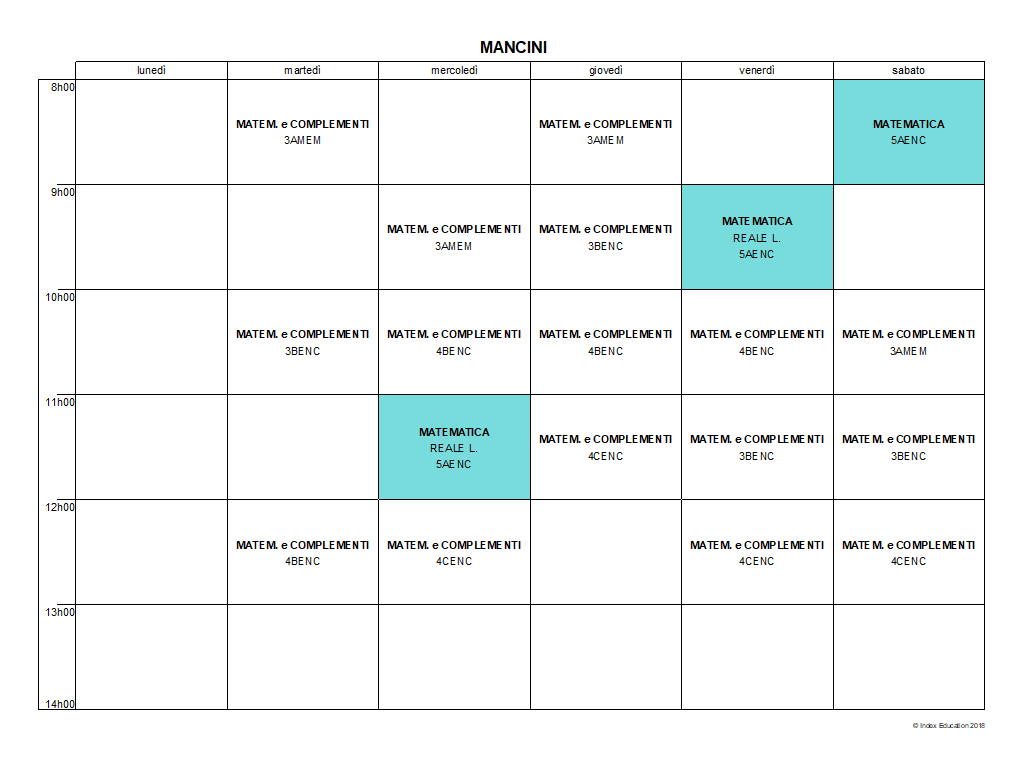 MANCINI
lunedì martedì mercoledì giovedì venerdì sabato
8h00
MATEM. e COMPLEMENTI
3AMEM
MATEM. e COMPLEMENTI
3AMEM
MATEMATICA
5AENC
9h00
MATEM. e COMPLEMENTI
3AMEM
MATEM. e COMPLEMENTI
3BENC
MATEMATICA
REALE L.
5AENC
10h00
MATEM. e COMPLEMENTI
3BENC
MATEM. e COMPLEMENTI
4BENC
MATEM. e COMPLEMENTI
4BENC
MATEM. e COMPLEMENTI
4BENC
MATEM. e COMPLEMENTI
3AMEM
11h00
MATEMATICA
REALE L.
5AENC
MATEM. e COMPLEMENTI
4CENC
MATEM. e COMPLEMENTI
3BENC
MATEM. e COMPLEMENTI
3BENC
12h00
MATEM. e COMPLEMENTI
4BENC
MATEM. e COMPLEMENTI
4CENC
MATEM. e COMPLEMENTI
4CENC
MATEM. e COMPLEMENTI
4CENC
13h00
14h00
© Index Education 2018